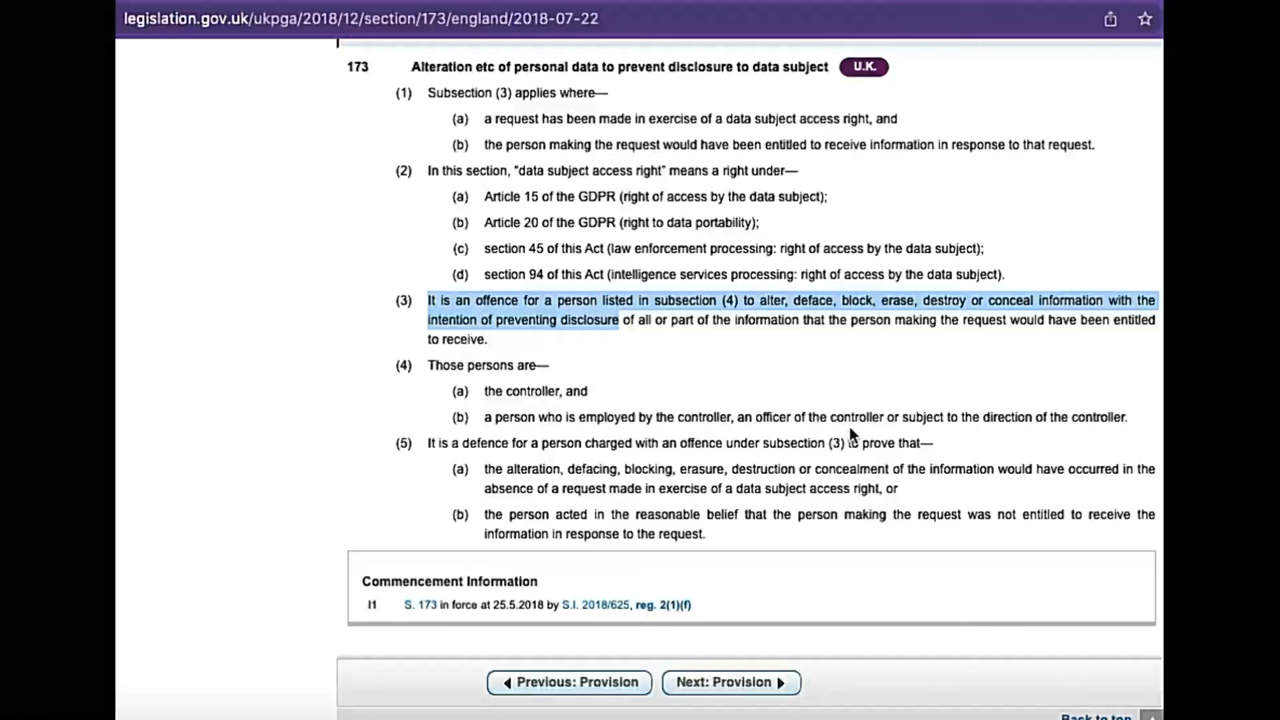 legislation.gov.uk/ukpga/2018/12/section/173/england/2018-07-22
173 Alteration etc of personal data to prevent disclosure to data subject U.K.
(1) Subsection (3) applies where—
(a) a request has been made in exercise of a data subject access right, and
(b) the person making the request would have been entitled to receive information in response to that request.
(2) In this section, "data subject access right" means a right under—
(a) Article 15 of the GDPR (right of access by the data subject);
(b) Article 20 of the GDPR (right to data portability);
(c) section 45 of this Act (law enforcement processing: right of access by the data subject);
(d) section 94 of this Act (intelligence services processing: right of access by the data subject).
(3) It is an offence for a person listed in subsection (4) to alter, deface, block, erase, destroy or conceal information with the
intention of preventing disclosure of all or part of the information that the person making the request would have been entitled
to receive.
(4) Those persons are—
(a) the controller, and
(b) a person who is employed by the controller, an officer of the controller or subject to the direction of the controller.
(5) It is a defence for a person charged with an offence under subsection (3) to prove that—
(a) the alteration, defacing, blocking, erasure, destruction or concealment of the information would have occurred in the
absence of a request made in exercise of a data subject access right, or
(b) the person acted in the reasonable belief that the person making the request was not entitled to receive the
information in response to the request.
Commencement Information
I1 S. 173 in force at 25.5.2018 by S.I. 2018/625, reg. 2(1)(f)
Previous: Provision Next: Provision
Back to top